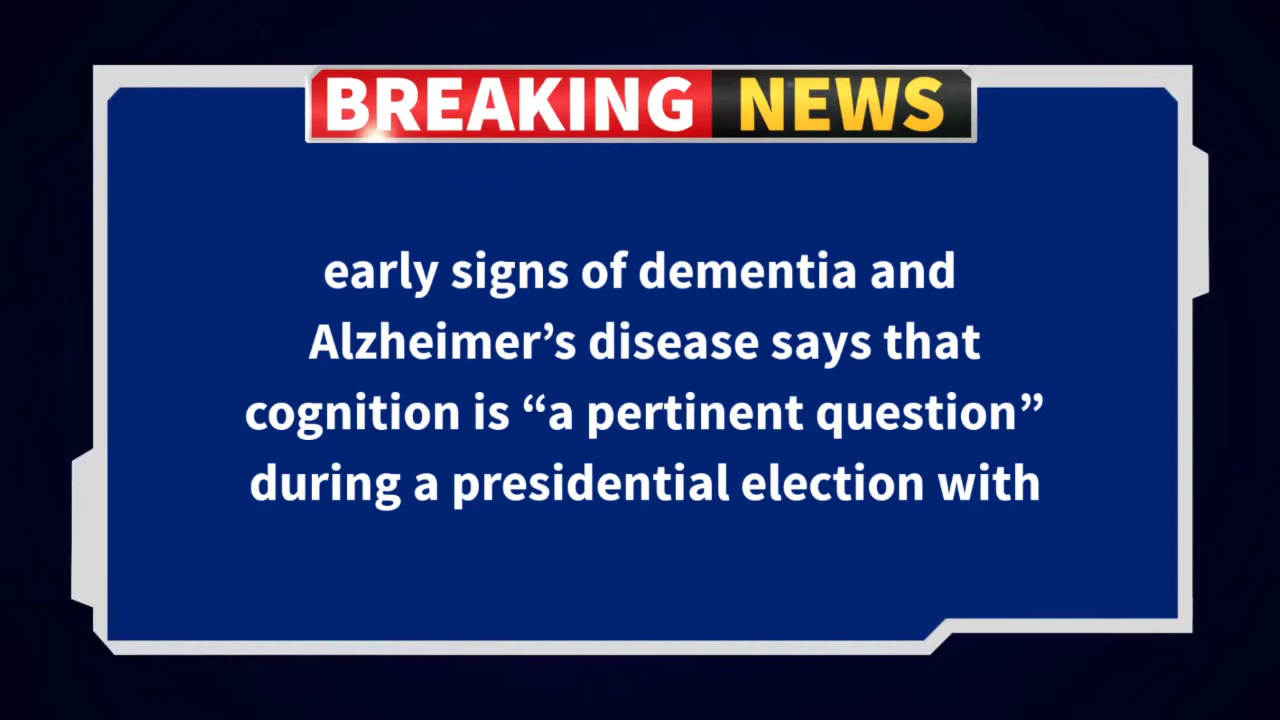 BREAKING NEWS
early signs of dementia and
Alzheimer’s disease says that
cognition is “a pertinent question”
during a presidential election with